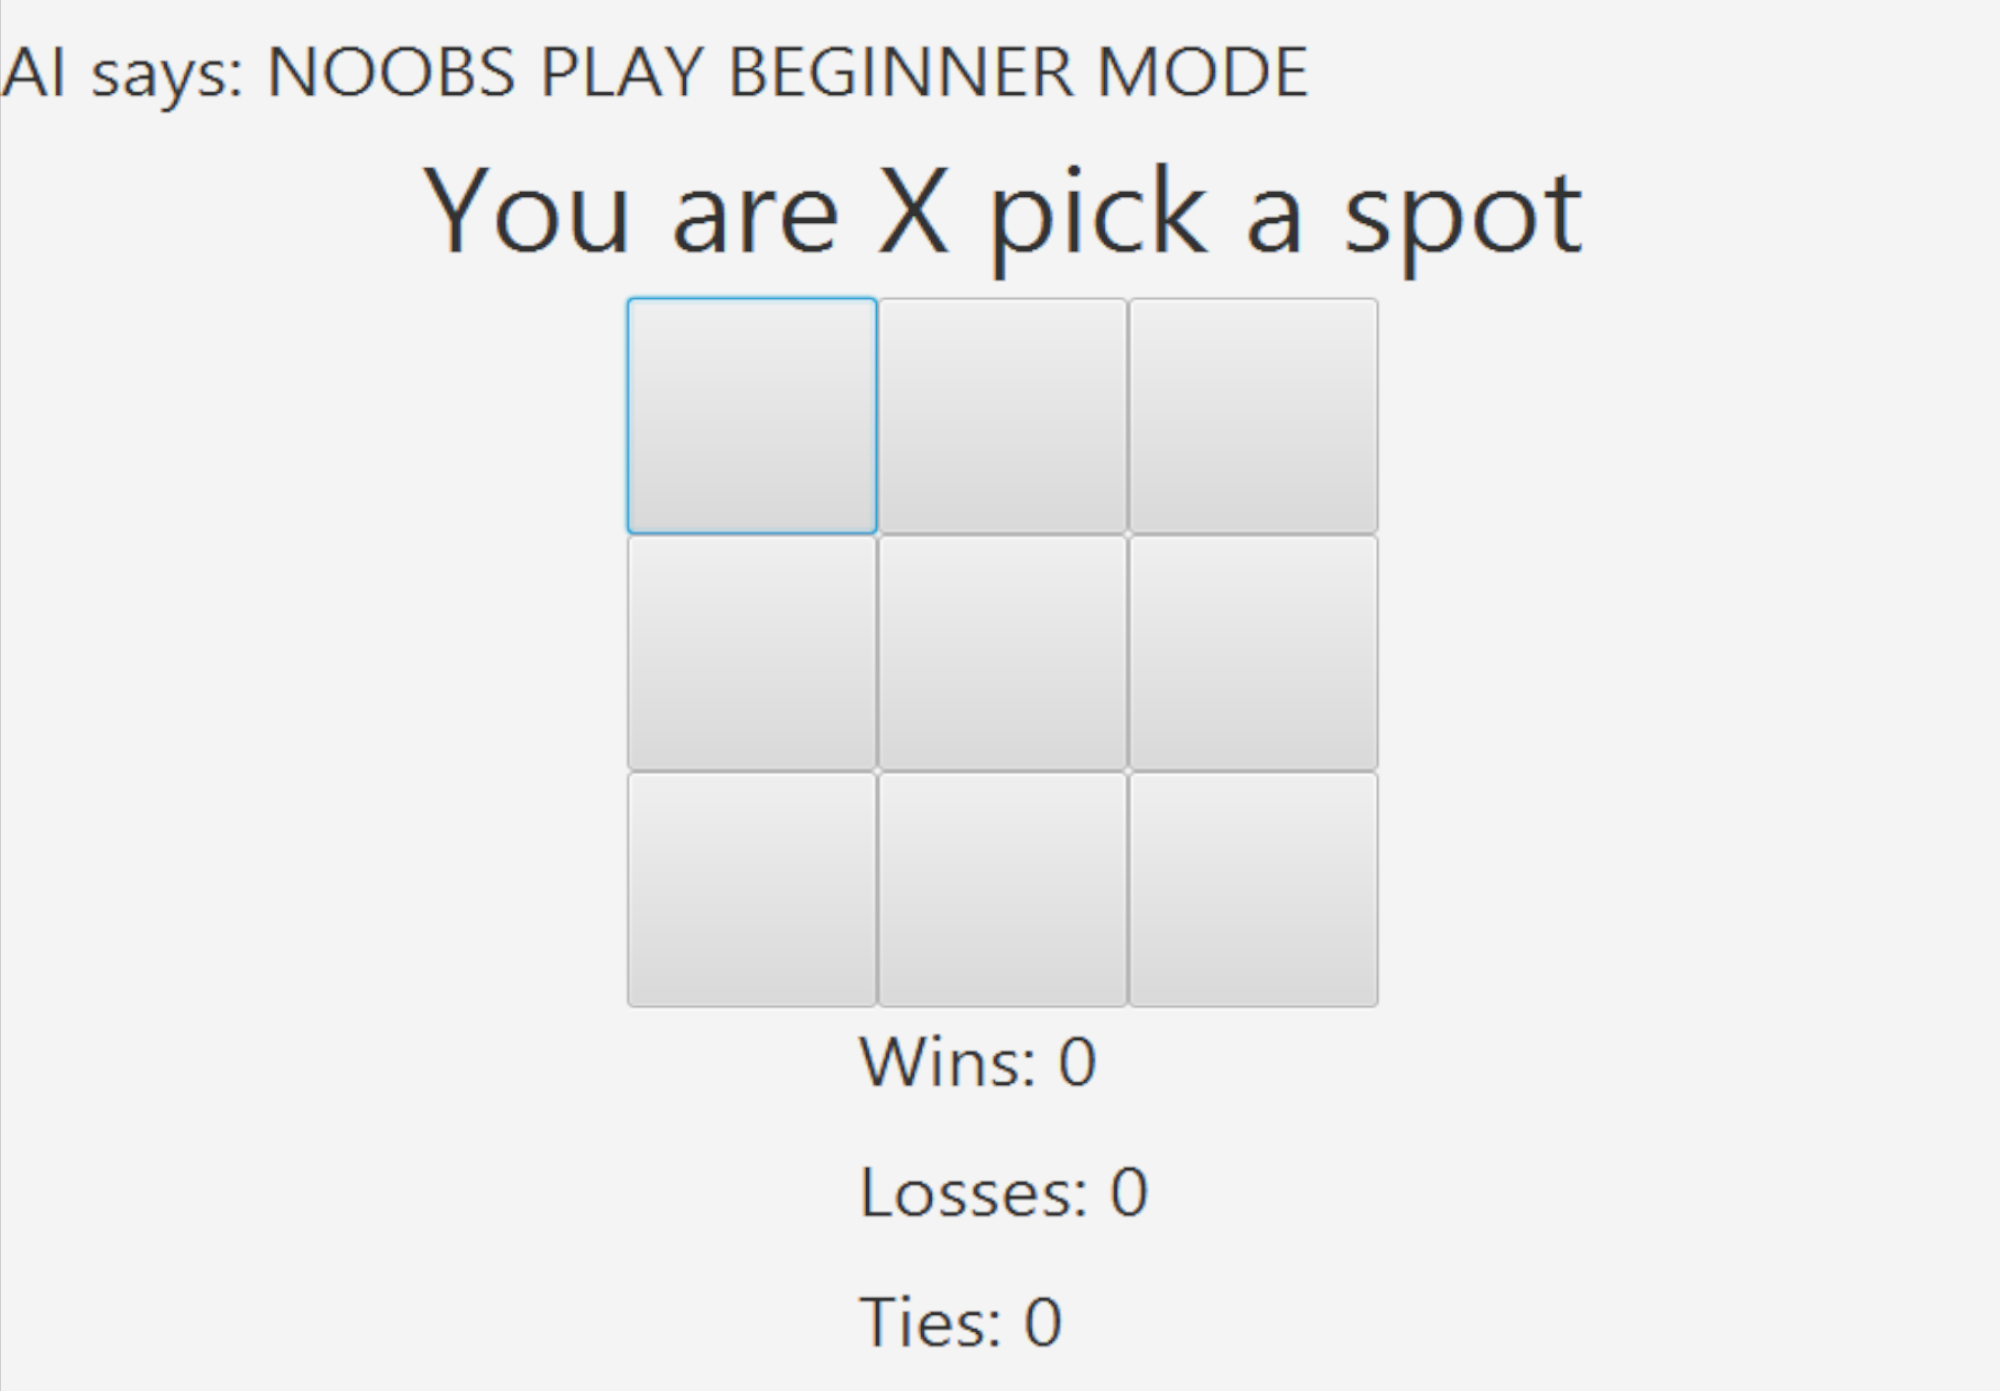 AI says: NOOBS PLAY BEGINNER MODE
You are X pick a spot
Wins: 0
Losses: 0
Ties: 0